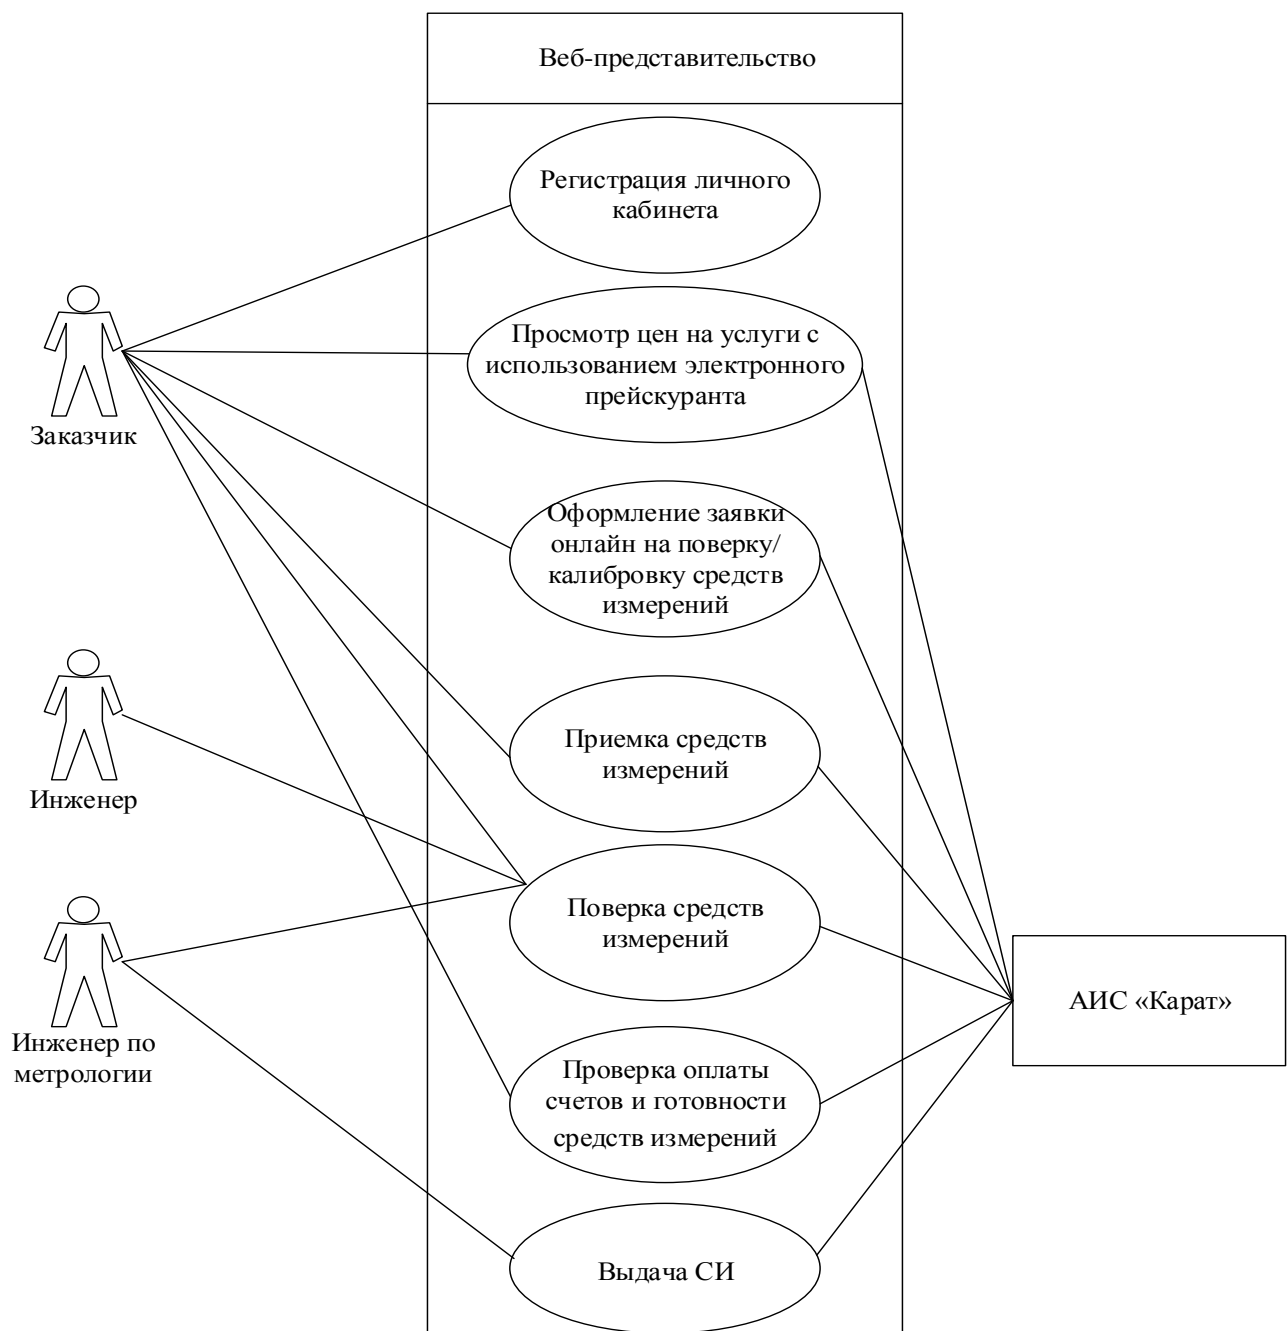 Веб-представительство
Регистрация личного
кабинета
Просмотр цен на услуги с
использованием электронного
прейскуранта
Заказчик
Оформление заявки
онлайн на поверку/
калибровку средств
измерений
Приемка средств
измерений
Инженер
Поверка средств
измерений
АИС «Карат»
Инженер по
метрологии
Проверка оплаты
счетов и готовности
средств измерений
Выдача СИ